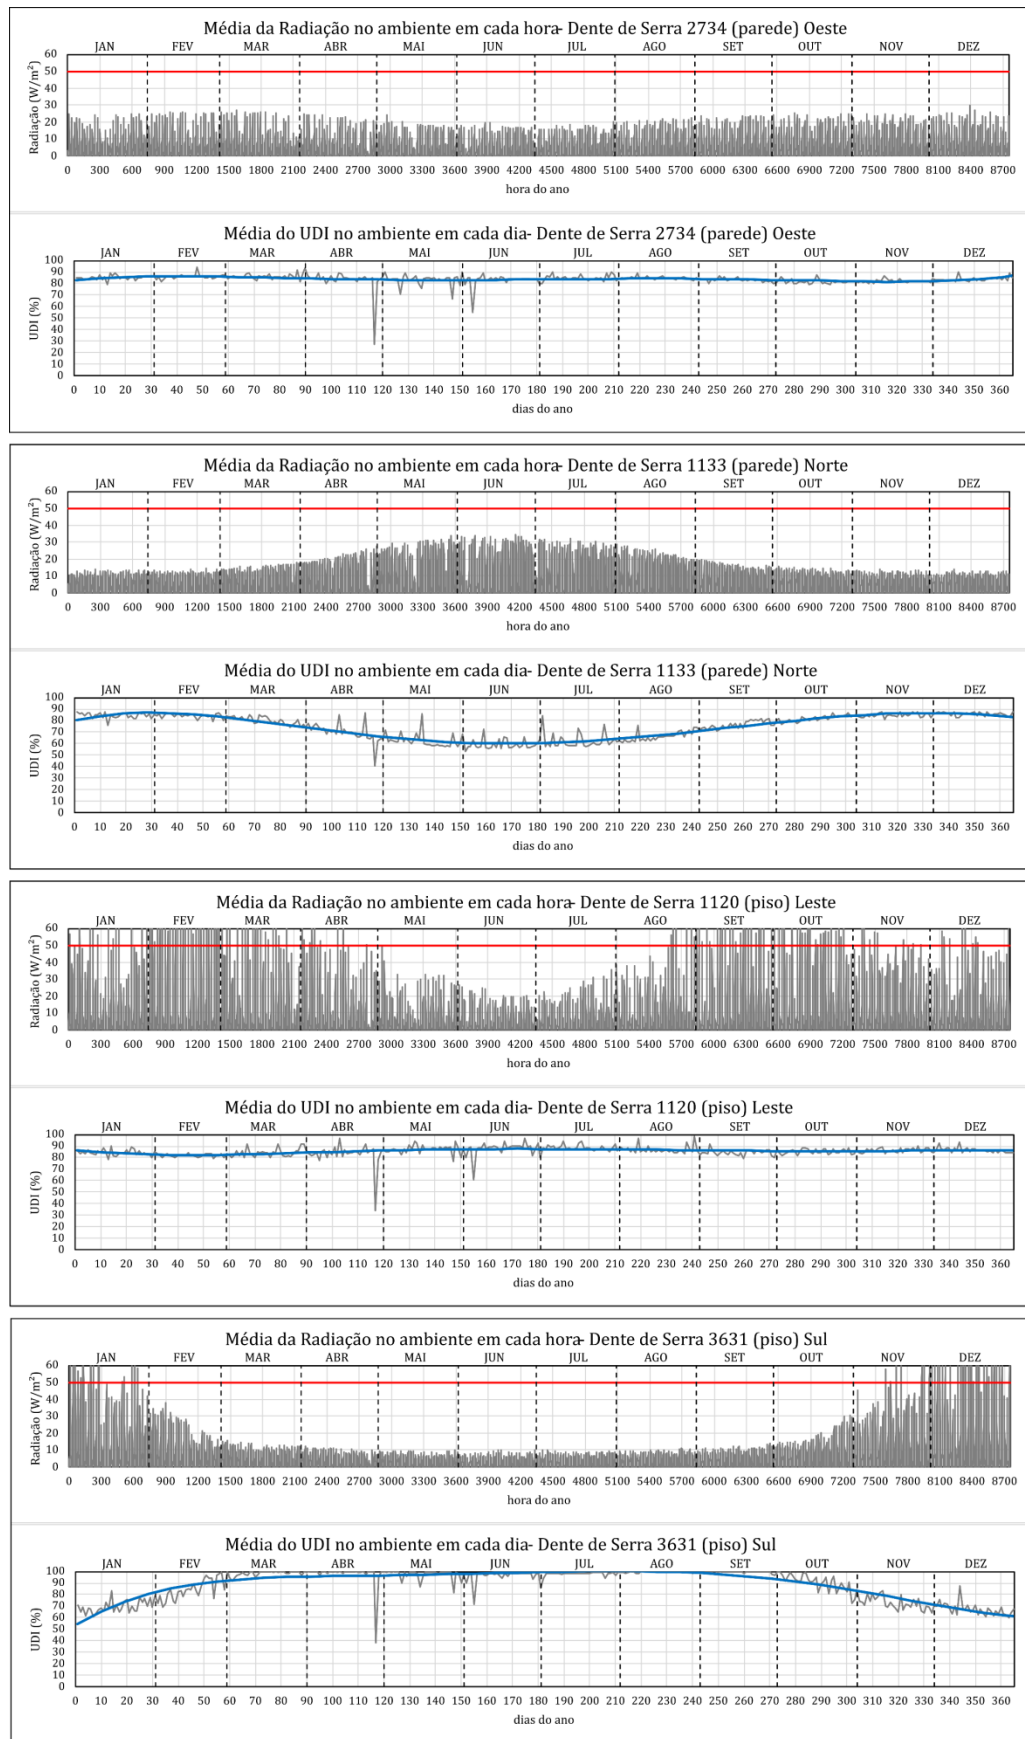 Média da Radiação no ambiente em cada hora- Dente de Serra 2734 (parede) Oeste
JAN FEV MAR ABR MAI JUN JUL AGO SET OUT NOV DEZ
Radiação (W/m²)
60
50
40
30
20
10
0
0 300 600 900 1200 1500 1800 2100 2400 2700 3000 3300 3600 3900 4200 4500 4800 5100 5400 5700 6000 6300 6600 6900 7200 7500 7800 8100 8400 8700
hora do ano
Média do UDI no ambiente em cada dia- Dente de Serra 2734 (parede) Oeste
JAN FEV MAR ABR MAI JUN JUL AGO SET OUT NOV DEZ
UDI (%)
100
90
80
70
60
50
40
30
20
10
0
0 10 20 30 40 50 60 70 80 90 100 110 120 130 140 150 160 170 180 190 200 210 220 230 240 250 260 270 280 290 300 310 320 330 340 350 360
dias do ano
Média da Radiação no ambiente em cada hora- Dente de Serra 1133 (parede) Norte
JAN FEV MAR ABR MAI JUN JUL AGO SET OUT NOV DEZ
Radiação (W/m²)
60
50
40
30
20
10
0
0 300 600 900 1200 1500 1800 2100 2400 2700 3000 3300 3600 3900 4200 4500 4800 5100 5400 5700 6000 6300 6600 6900 7200 7500 7800 8100 8400 8700
hora do ano
Média do UDI no ambiente em cada dia- Dente de Serra 1133 (parede) Norte
JAN FEV MAR ABR MAI JUN JUL AGO SET OUT NOV DEZ
UDI (%)
100
90
80
70
60
50
40
30
20
10
0
0 10 20 30 40 50 60 70 80 90 100 110 120 130 140 150 160 170 180 190 200 210 220 230 240 250 260 270 280 290 300 310 320 330 340 350 360
dias do ano
Média da Radiação no ambiente em cada hora- Dente de Serra 1120 (piso) Leste
JAN FEV MAR ABR MAI JUN JUL AGO SET OUT NOV DEZ
Radiação (W/m²)
60
50
40
30
20
10
0
0 300 600 900 1200 1500 1800 2100 2400 2700 3000 3300 3600 3900 4200 4500 4800 5100 5400 5700 6000 6300 6600 6900 7200 7500 7800 8100 8400 8700
hora do ano
Média do UDI no ambiente em cada dia- Dente de Serra 1120 (piso) Leste
JAN FEV MAR ABR MAI JUN JUL AGO SET OUT NOV DEZ
UDI (%)
100
90
80
70
60
50
40
30
20
10
0
0 10 20 30 40 50 60 70 80 90 100 110 120 130 140 150 160 170 180 190 200 210 220 230 240 250 260 270 280 290 300 310 320 330 340 350 360
dias do ano
Média da Radiação no ambiente em cada hora- Dente de Serra 3631 (piso) Sul
JAN FEV MAR ABR MAI JUN JUL AGO SET OUT NOV DEZ
Radiação (W/m²)
60
50
40
30
20
10
0
0 300 600 900 1200 1500 1800 2100 2400 2700 3000 3300 3600 3900 4200 4500 4800 5100 5400 5700 6000 6300 6600 6900 7200 7500 7800 8100 8400 8700
hora do ano
Média do UDI no ambiente em cada dia- Dente de Serra 3631 (piso) Sul
JAN FEV MAR ABR MAI JUN JUL AGO SET OUT NOV DEZ
UDI (%)
100
90
80
70
60
50
40
30
20
10
0
0 10 20 30 40 50 60 70 80 90 100 110 120 130 140 150 160 170 180 190 200 210 220 230 240 250 260 270 280 290 300 310 320 330 340 350 360
dias do ano